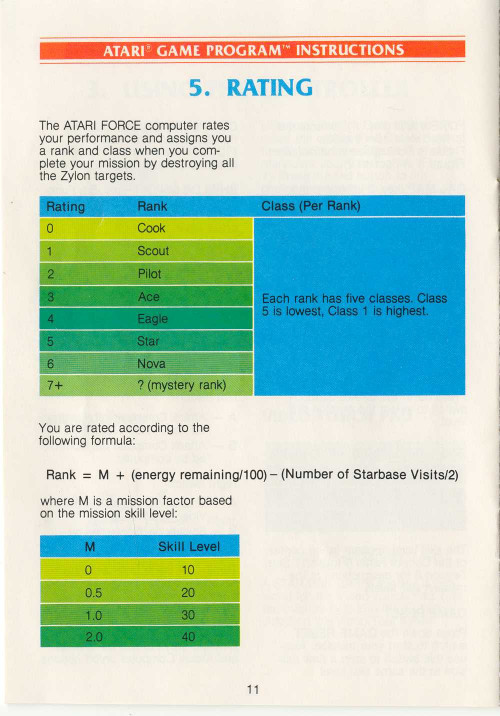 ATARI® GAME PROGRAM™ INSTRUCTIONS
5. RATING
The ATARI FORCE computer rates
your performance and assigns you
a rank and class when you com-
plete your mission by destroying all
the Zylon targets.
Rating Rank Class (Per Rank)
0 Cook
1 Scout
2 Pilot
3 Ace
Each rank has five classes. Class
5 is lowest, Class 1 is highest.
4 Eagle
5 Star
6 Nova
7+ ? (mystery rank)
You are rated according to the
following formula:
Rank = M + (energy remaining/100) – (Number of Starbase Visits/2)
where M is a mission factor based
on the mission skill level:
M Skill Level
0 10
0.5 20
1.0 30
2.0 40
11